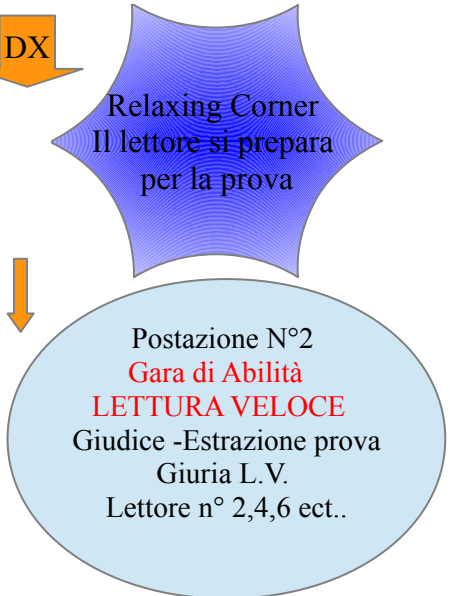 DX
Relaxing Corner
Il lettore si prepara
per la prova
Postazione N°2
Gara di Abilità
LETTURA VELOCE
Giudice -Estrazione prova
Giuria L.V.
Lettore n° 2,4,6 ect..